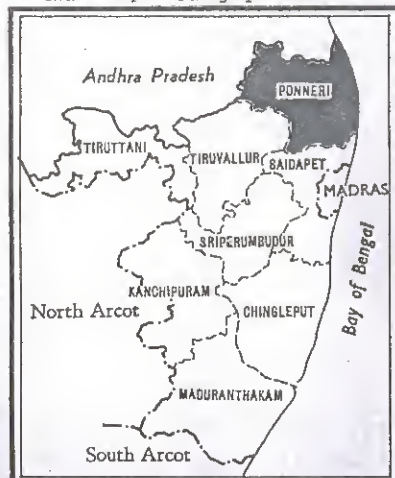 Andhra Pradesh
PONNERI
TIRUTTANI
TIRUVALLUR
SAIDAPET
MADRAS
SRIPERUMBUDUR
KANCHIPURAM
North Arcot
CHINGLEPUT
Bay of Bengal
MADURANTHAKAM
South Arcot